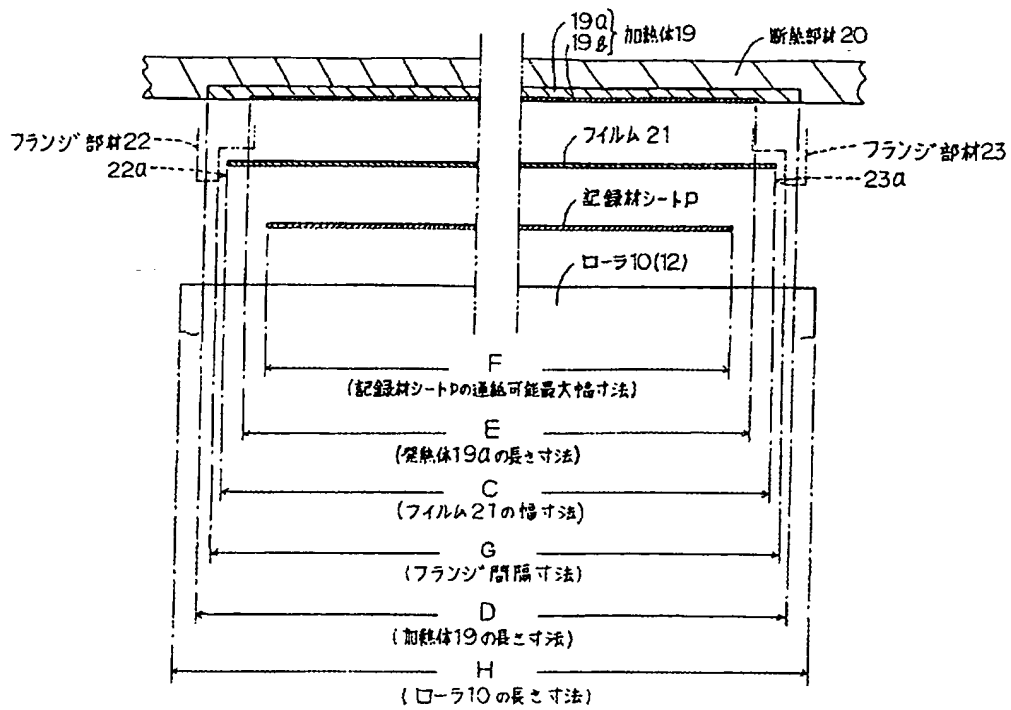 19a
19B
加熱体19
断熱部材20
フランジ部材22
22a
フイルム21
フランジ部材23
23a
記録材シートP
ローラ10(12)
F
(記録材シートPの通紙可能最大幅寸法)
E
(発熱体19aの長さ寸法)
C
(フイルム21の幅寸法)
G
(フランジ間隔寸法)
D
(加熱体19の長さ寸法)
H
(ローラ10の長さ寸法)